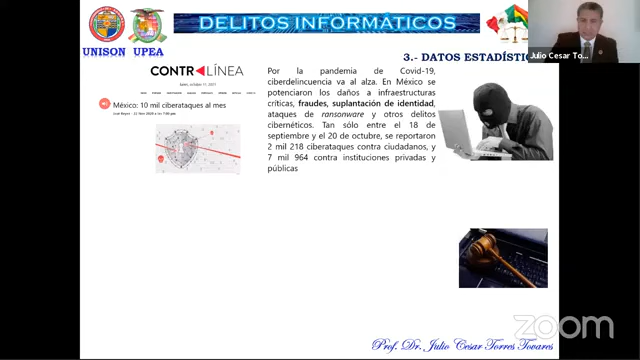 DELITOS INFORMÁTICOS
UNISON UPEA
3.- DATOS ESTADÍSTIC
Julio Cesar To...
CONTRALÍNEA
México: 10 mil ciberataques al mes
Por la pandemia de Covid-19,
ciberdelincuencia va al alza. En México se
potenciaron los daños a infraestructuras
críticas, fraudes, suplantación de identidad,
ataques de ransonware y otros delitos
cibernéticos. Tan sólo entre el 18 de
septiembre y el 20 de octubre, se reportaron
2 mil 218 ciberataques contra ciudadanos, y
7 mil 964 contra instituciones privadas y
públicas
Prof. Dr. Julio Cesar Torres Tovares
zoom